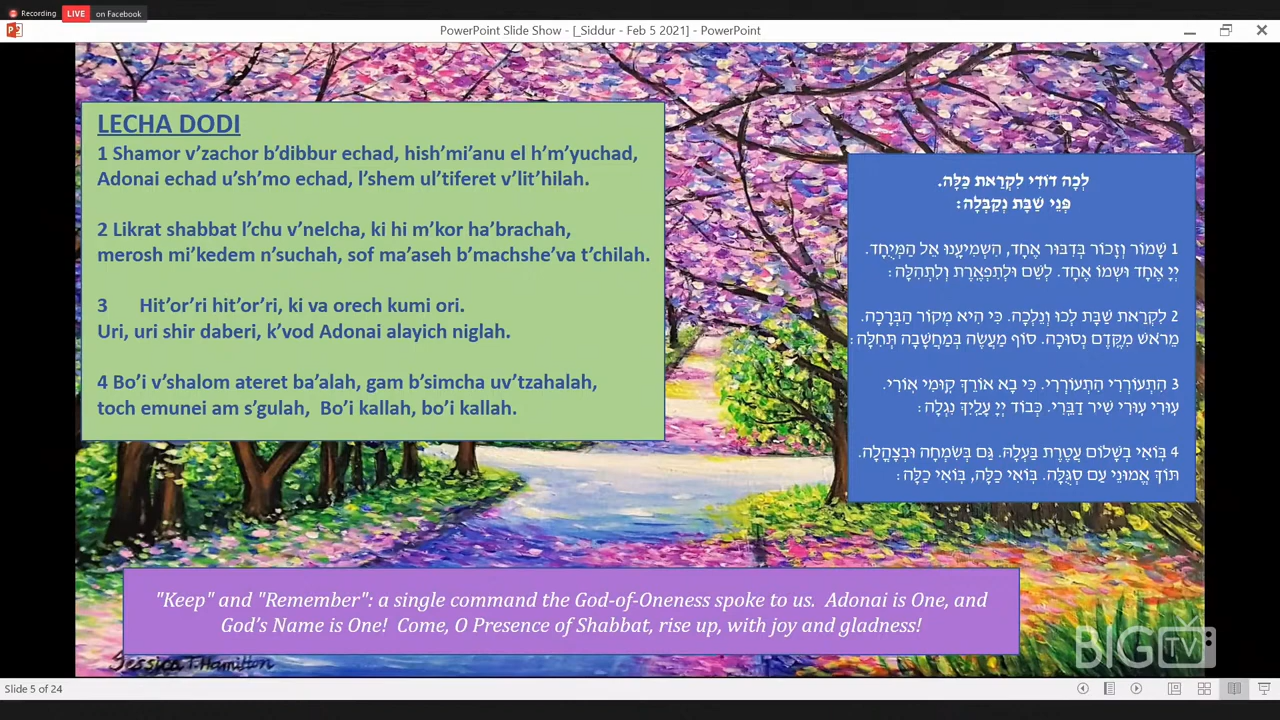 Recording
LIVE
on Facebook
PowerPoint Slide Show - [_Siddur - Feb 5 2021] - PowerPoint
LECHA DODI
1 Shamor v’zachor b’dibbur echad, hish’mi’anu el h’m’yuchad,
Adonai echad u’sh’mo echad, l’shem ul’tiferet v’lit’hilah.
2 Likrat shabbat l’chu v’nelcha, ki hi m’kor ha’brachah,
merosh mi’kedem n’suchah, sof ma’aseh b’machshe’va t’chilah.
3 Hit’or’ri hit’or’ri, ki va orech kumi ori.
Uri, uri shir daberi, k’vod Adonai alayich niglah.
4 Bo’i v’shalom ateret ba’alah, gam b’simcha uv’tzahalah,
toch emunei am s’gulah, Bo’i kallah, bo’i kallah.
לְכָה דוֹדִי לִקְרַאת כַּלָּה.
פְּנֵי שַׁבָּת נְקַבְּלָה:
1 שָׁמוֹר וְזָכוֹר בְּדִבּוּר אֶחָד, הִשְׁמִיעָֽנוּ אֵל הַמְּיֻחָד.
יְיָ אֶחָד וּשְׁמוֹ אֶחָד. לְשֵׁם וּלְתִפְאֶֽרֶת וְלִתְהִלָּה:
2 לִקְרַאת שַׁבָּת לְכוּ וְנֵלְכָה. כִּי הִיא מְקוֹר הַבְּרָכָה.
מֵרֹאשׁ מִקֶּֽדֶם נְסוּכָה. סוֹף מַעֲשֶׂה בְּמַחֲשָׁבָה תְּחִלָּה:
3 הִתְעוֹרְרִי הִתְעוֹרְרִי. כִּי בָא אוֹרֵךְ קֽוּמִי אֽוֹרִי.
עֽוּרִי עֽוּרִי שִׁיר דַּבֵּרִי. כְּבוֹד יְיָ עָלַֽיִךְ נִגְלָה:
4 בּֽוֹאִי בְשָׁלוֹם עֲטֶֽרֶת בַּעְלָהּ. גַּם בְּשִׂמְחָה וּבְצָהֳלָה.
תּוֹךְ אֱמוּנֵי עַם סְגֻלָּה. בּֽוֹאִי כַלָּה, בּֽוֹאִי כַלָּה:
"Keep" and "Remember": a single command the God-of-Oneness spoke to us. Adonai is One, and
God’s Name is One! Come, O Presence of Shabbat, rise up, with joy and gladness!
Jessica T. Hamilton
BIG TV
Slide 5 of 24